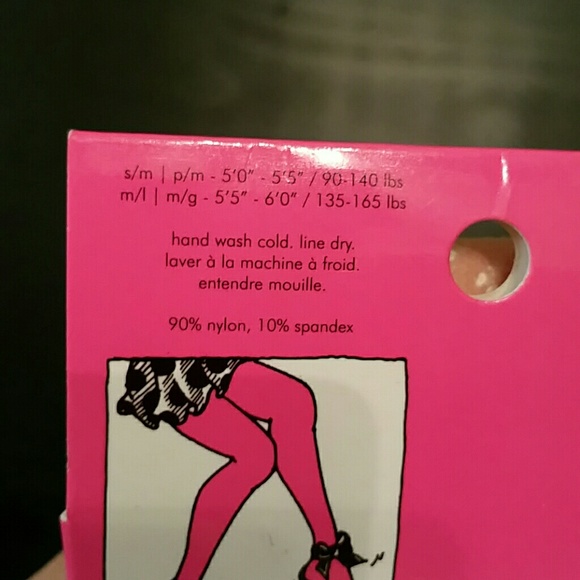 s/m | p/m - 5'0" - 5'5" / 90-140 lbs
m/l | m/g - 5'5" - 6'0" / 135-165 lbs
hand wash cold. line dry.
laver à la machine à froid.
entendre mouille.
90% nylon, 10% spandex